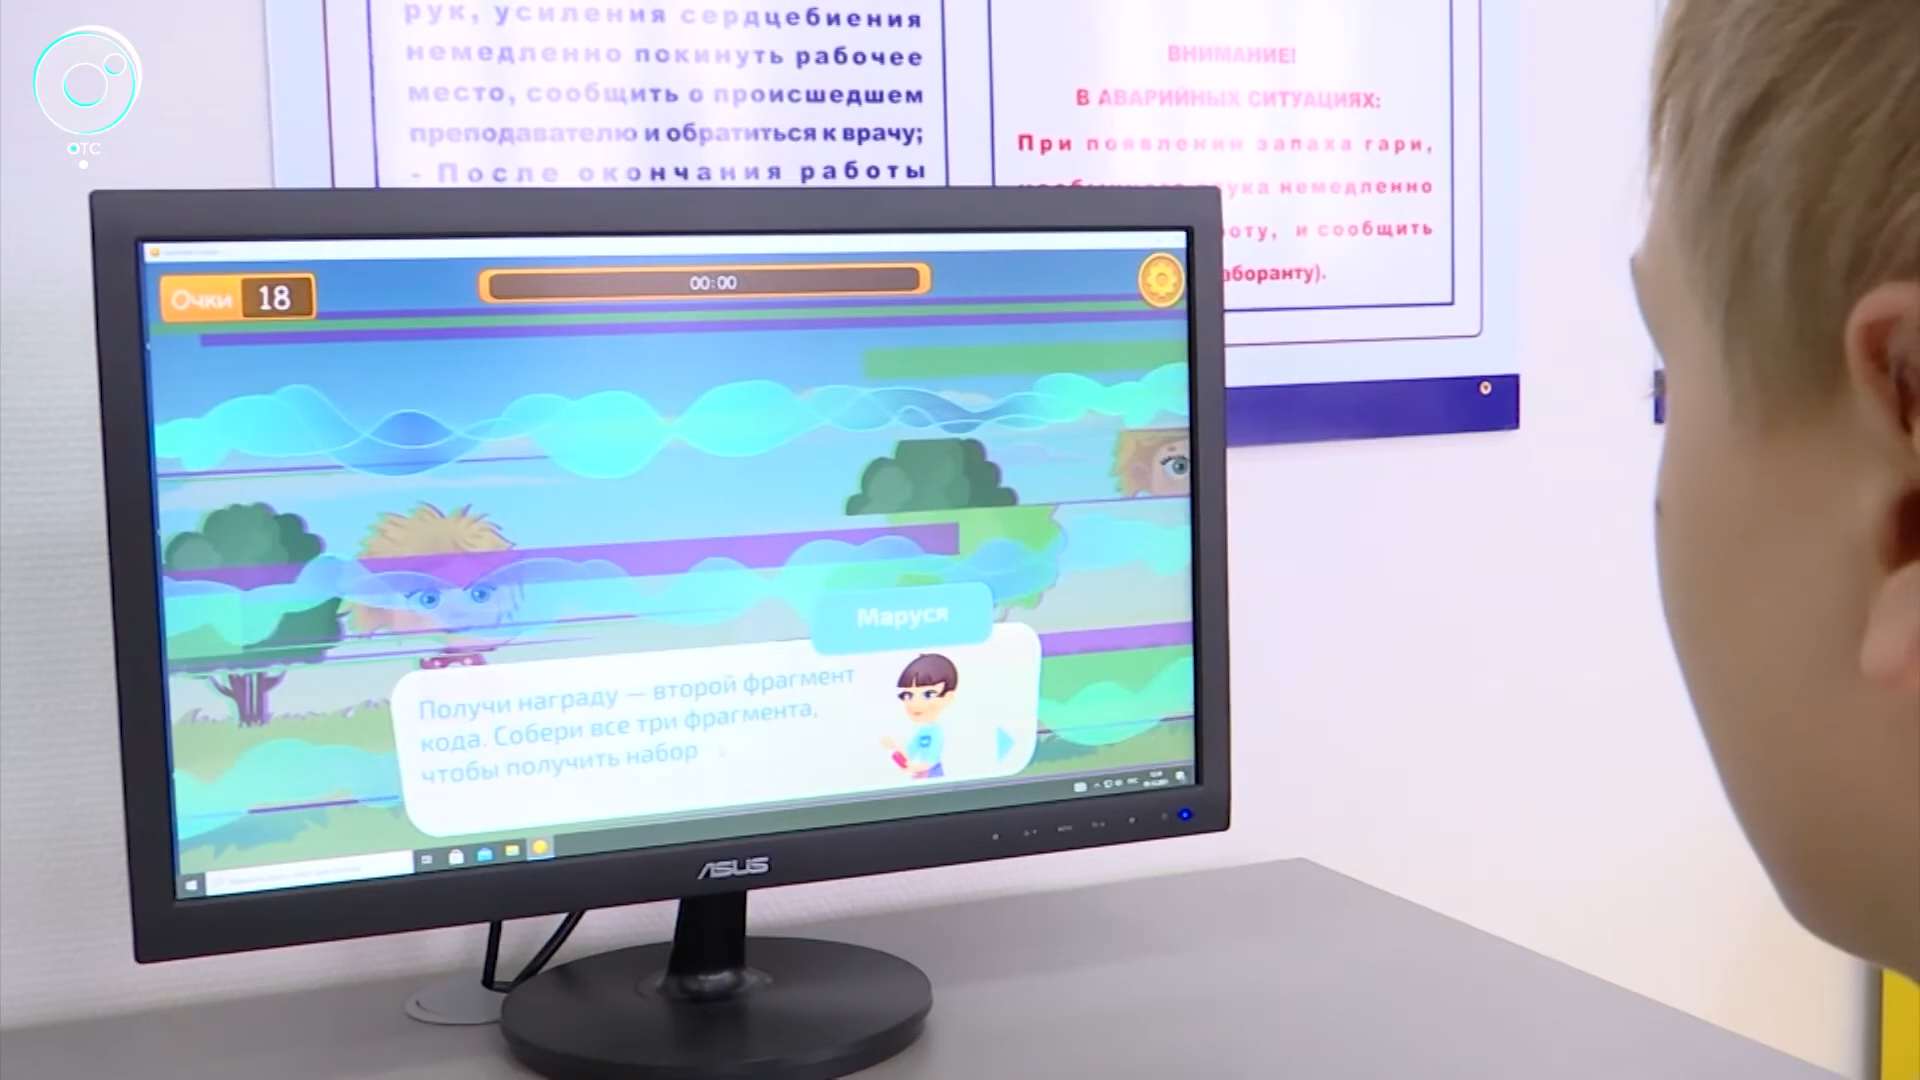 рук, усиления сердцебиения
немедленно покинуть рабочее
место, сообщить о происшедшем
преподавателю и обратиться к врачу;
- После окончания работы
ВНИМАНИЕ!
В АВАРИЙНЫХ СИТУАЦИЯХ:
При появлении запаха гари,
немедленно
и сообщить
ОТС
Очки 18
00:00
Маруся
Получи награду — второй фрагмент
кода. Собери все три фрагмента,
чтобы получить набор
ASUS